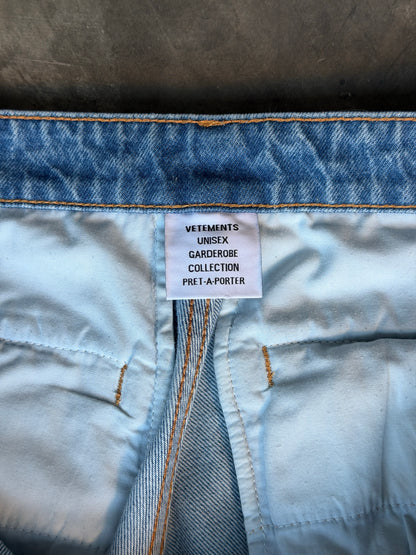 VETEMENTS
UNISEX
GARDEROBE
COLLECTION
PRET-A-PORTER